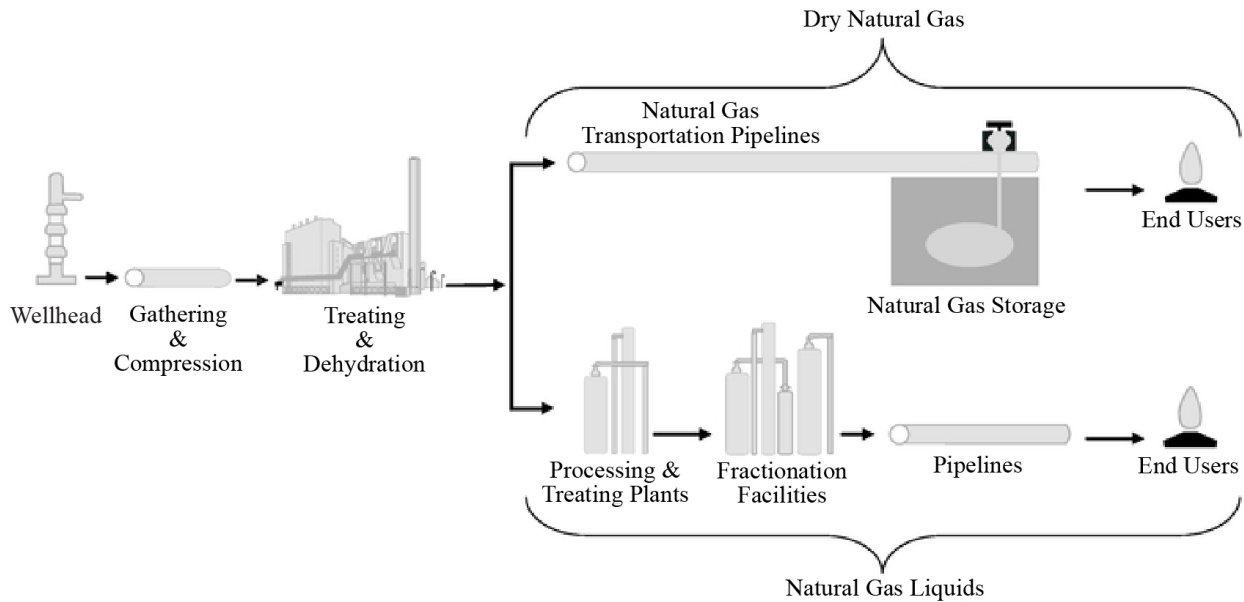 Dry Natural Gas
Natural Gas
Transportation Pipelines
End Users
Natural Gas Storage
Wellhead
Gathering
&
Compression
Treating
&
Dehydration
Processing &
Treating Plants
Fractionation
Facilities
Pipelines
End Users
Natural Gas Liquids